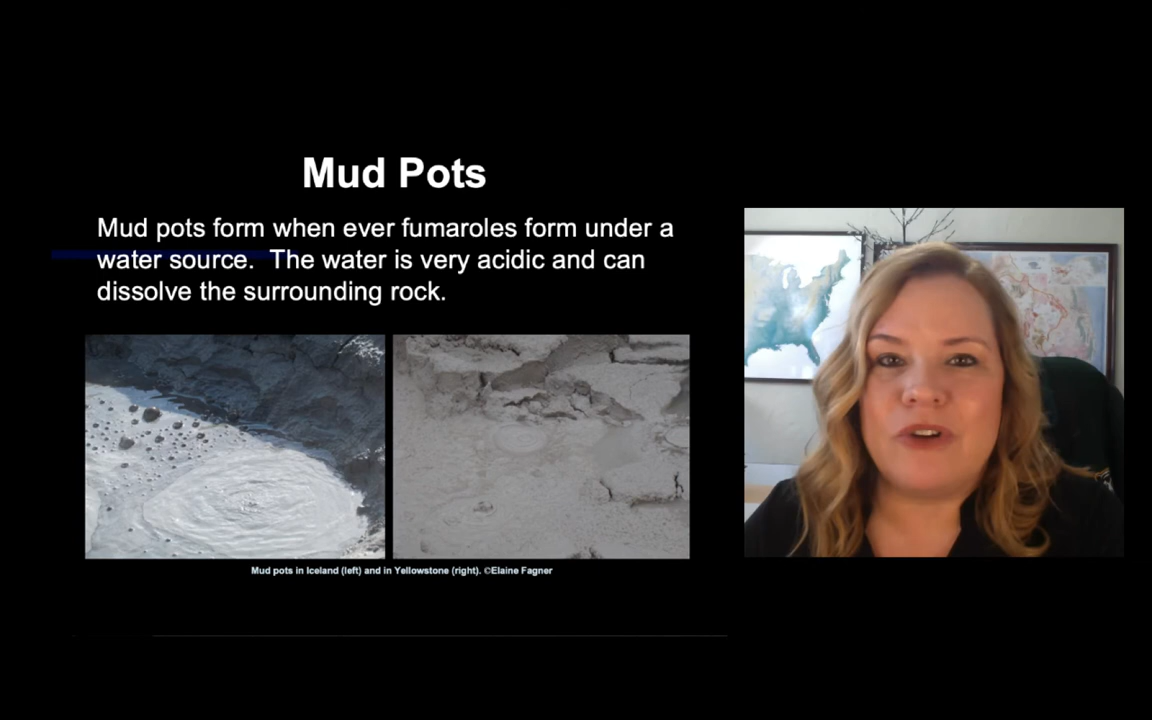 Mud Pots
Mud pots form when ever fumaroles form under a
water source.  The water is very acidic and can
dissolve the surrounding rock.
Mud pots in Iceland (left) and in Yellowstone (right). ©Elaine Fagner